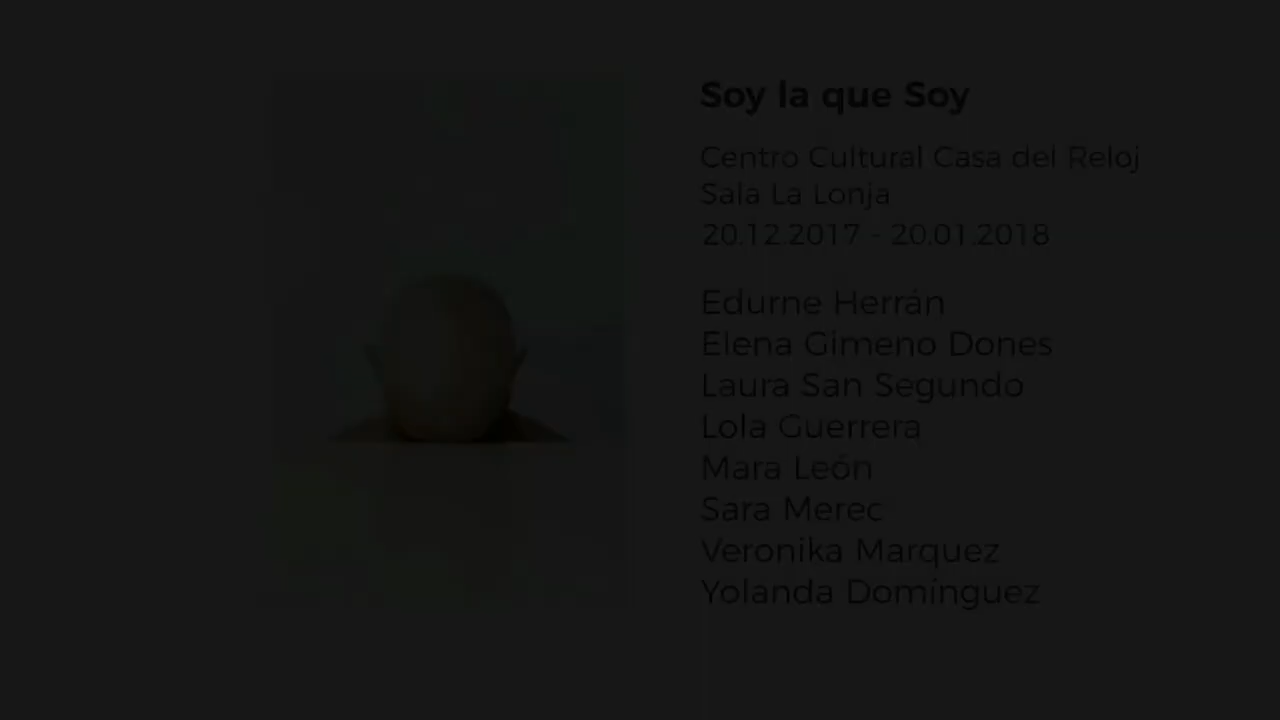 Soy la que Soy
Centro Cultural Casa del Reloj
Sala La Lonja
20.12.2017 - 20.01.2018
Edurne Herrán
Elena Gimeno Dones
Laura San Segundo
Lola Guerrera
Mara León
Sara Merec
Veronika Marquez
Yolanda Domínguez